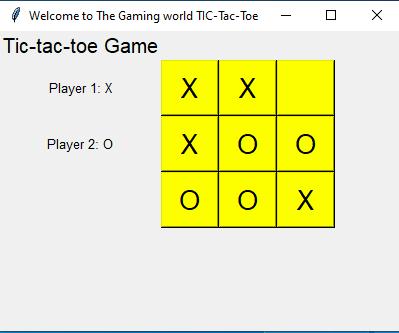 Welcome to The Gaming world TIC-Tac-Toe
Tic-tac-toe Game
Player 1: X
X X
Player 2: O
X O O
O O X